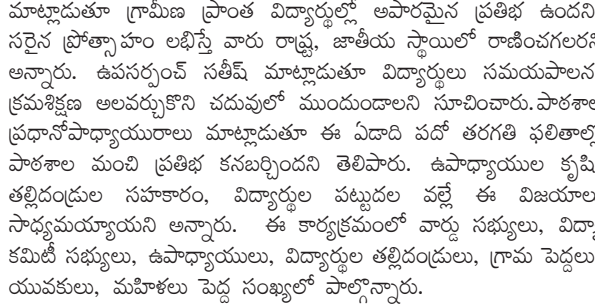 మాట్లాడుతూ గ్రామీణ ప్రాంత విద్యార్థుల్లో అపారమైన ప్రతిభ ఉందని
సరైన ప్రోత్సాహం లభిస్తే వారు రాష్ట్ర, జాతీయ స్థాయిలో రాణించగలరని
అన్నారు. ఉపసర్పంచ్ సతీష్ మాట్లాడుతూ విద్యార్థులు సమయపాలన
క్రమశిక్షణ అలవర్చుకొని చదువులో ముందుండాలని సూచించారు.పాఠశాల
ప్రధానోపాధ్యాయురాలు మాట్లాడుతూ ఈ ఏడాది పదో తరగతి ఫలితాల్లో
పాఠశాల మంచి ప్రతిభ కనబర్చిందని తెలిపారు. ఉపాధ్యాయుల కృషి
తల్లిదండ్రుల సహకారం, విద్యార్థుల పట్టుదల వల్లే ఈ విజయాల
సాధ్యమయ్యాయని అన్నారు. ఈ కార్యక్రమంలో వార్డు సభ్యులు, విద్యా
కమిటీ సభ్యులు, ఉపాధ్యాయులు, విద్యార్థుల తల్లిదండ్రులు, గ్రామ పెద్దలు
యువకులు, మహిళలు పెద్ద సంఖ్యలో పాల్గొన్నారు.